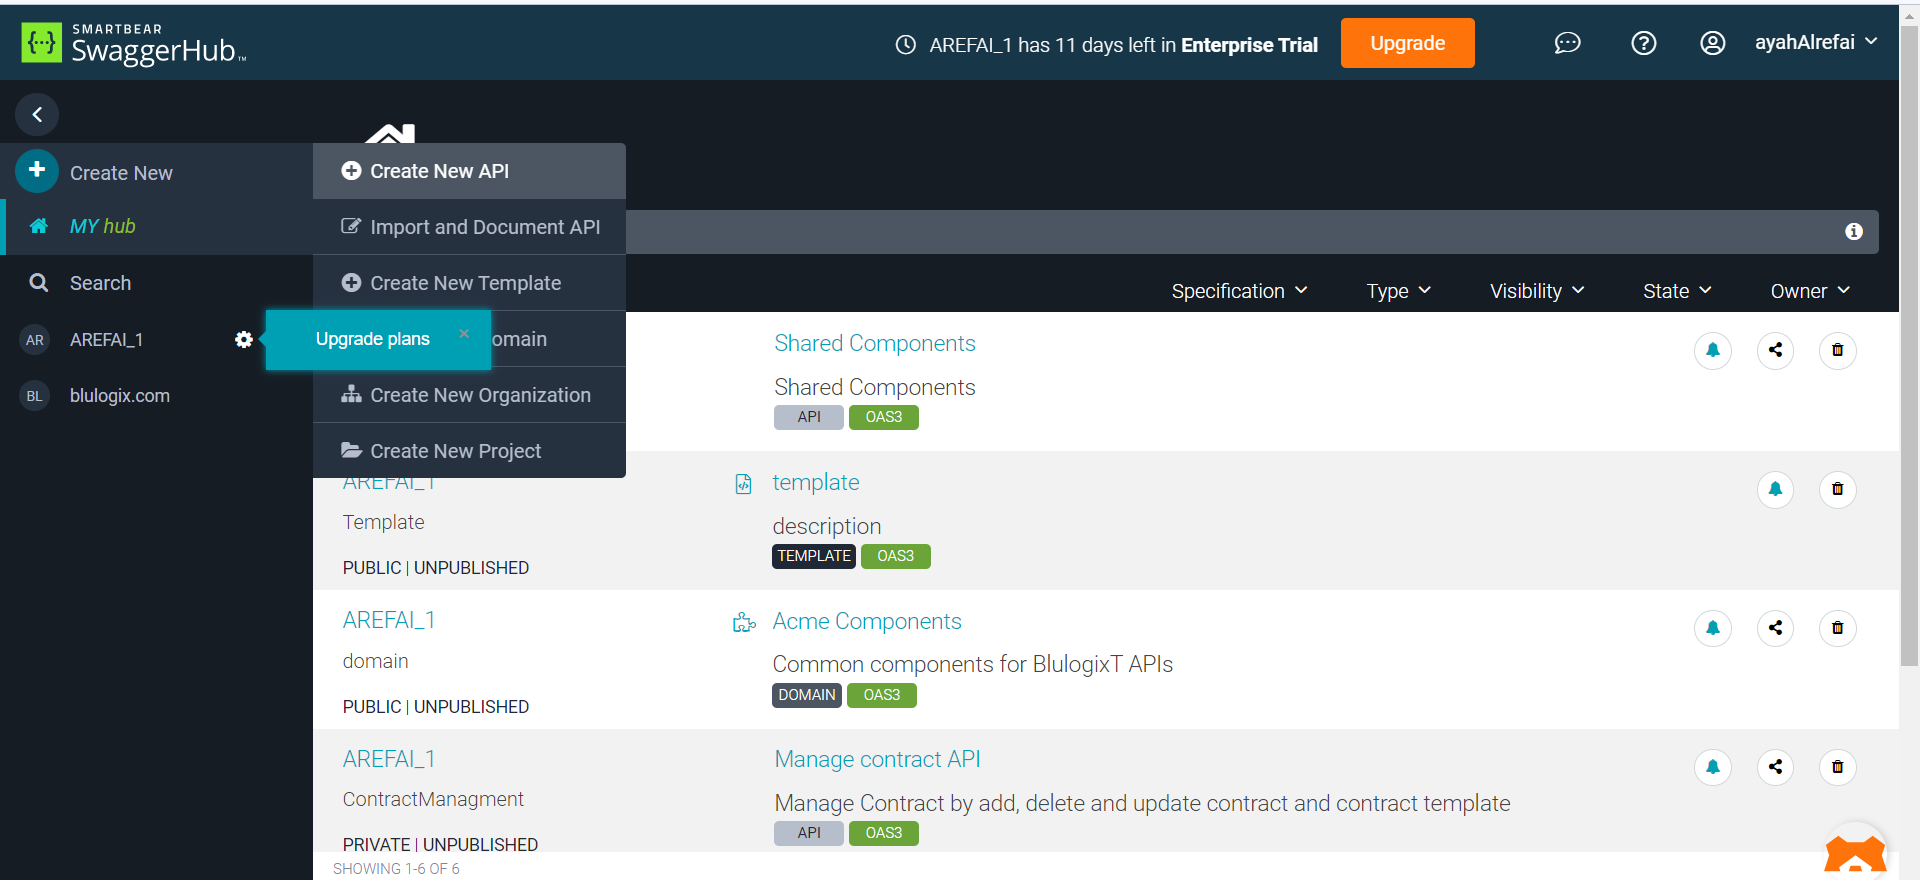 SMARTBEAR
SwaggerHub™
AREFAI_1 has 11 days left in Enterprise Trial
Upgrade
ayahAlrefai
Create New
MY hub
Search
AR AREFAI_1
BL blulogix.com
Create New API
Import and Document API
Create New Template
omain
Create New Organization
Create New Project
Upgrade plans ×
Specification Type Visibility State Owner
Shared Components
Shared Components
API OAS3
AREFAI_1
Template
PUBLIC | UNPUBLISHED
template
description
TEMPLATE OAS3
AREFAI_1
domain
PUBLIC | UNPUBLISHED
Acme Components
Common components for BlulogixT APIs
DOMAIN OAS3
AREFAI_1
ContractManagment
PRIVATE | UNPUBLISHED
Manage contract API
Manage Contract by add, delete and update contract and contract template
API OAS3
SHOWING 1-6 OF 6